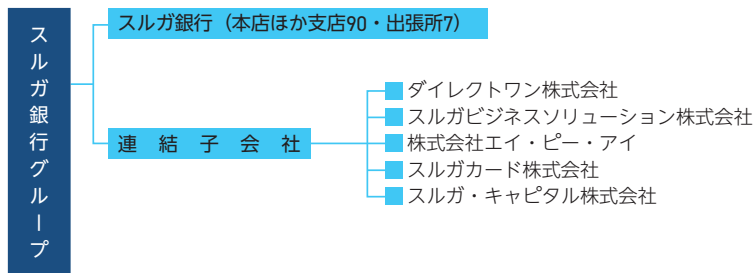 スルガ銀行グループ
スルガ銀行（本店ほか支店90・出張所7）
連結子会社
ダイレクトワン株式会社
スルガビジネスソリューション株式会社
株式会社エイ・ピー・アイ
スルガカード株式会社
スルガ・キャピタル株式会社